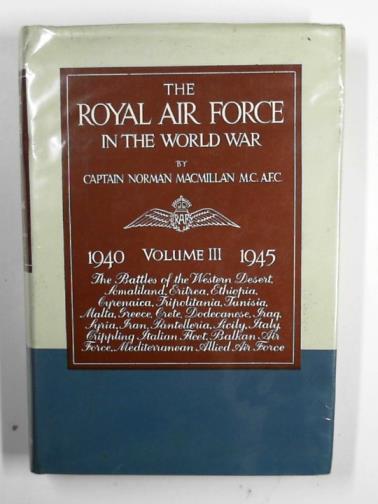 THE
ROYAL AIR FORCE
IN THE WORLD WAR
BY
CAPTAIN NORMAN MACMILLAN M.C. A.F.C.
RAF
1940 VOLUME III 1945
The Battles of the Western Desert,
Somaliland, Eritrea, Ethiopia,
Cyrenaica, Tripolitania, Tunisia,
Malta, Greece, Crete, Dodecanese, Iraq,
Syria, Iran, Pantelleria, Sicily, Italy.
Crippling Italian Fleet, Balkan Air
Force, Mediterranean Allied Air Force